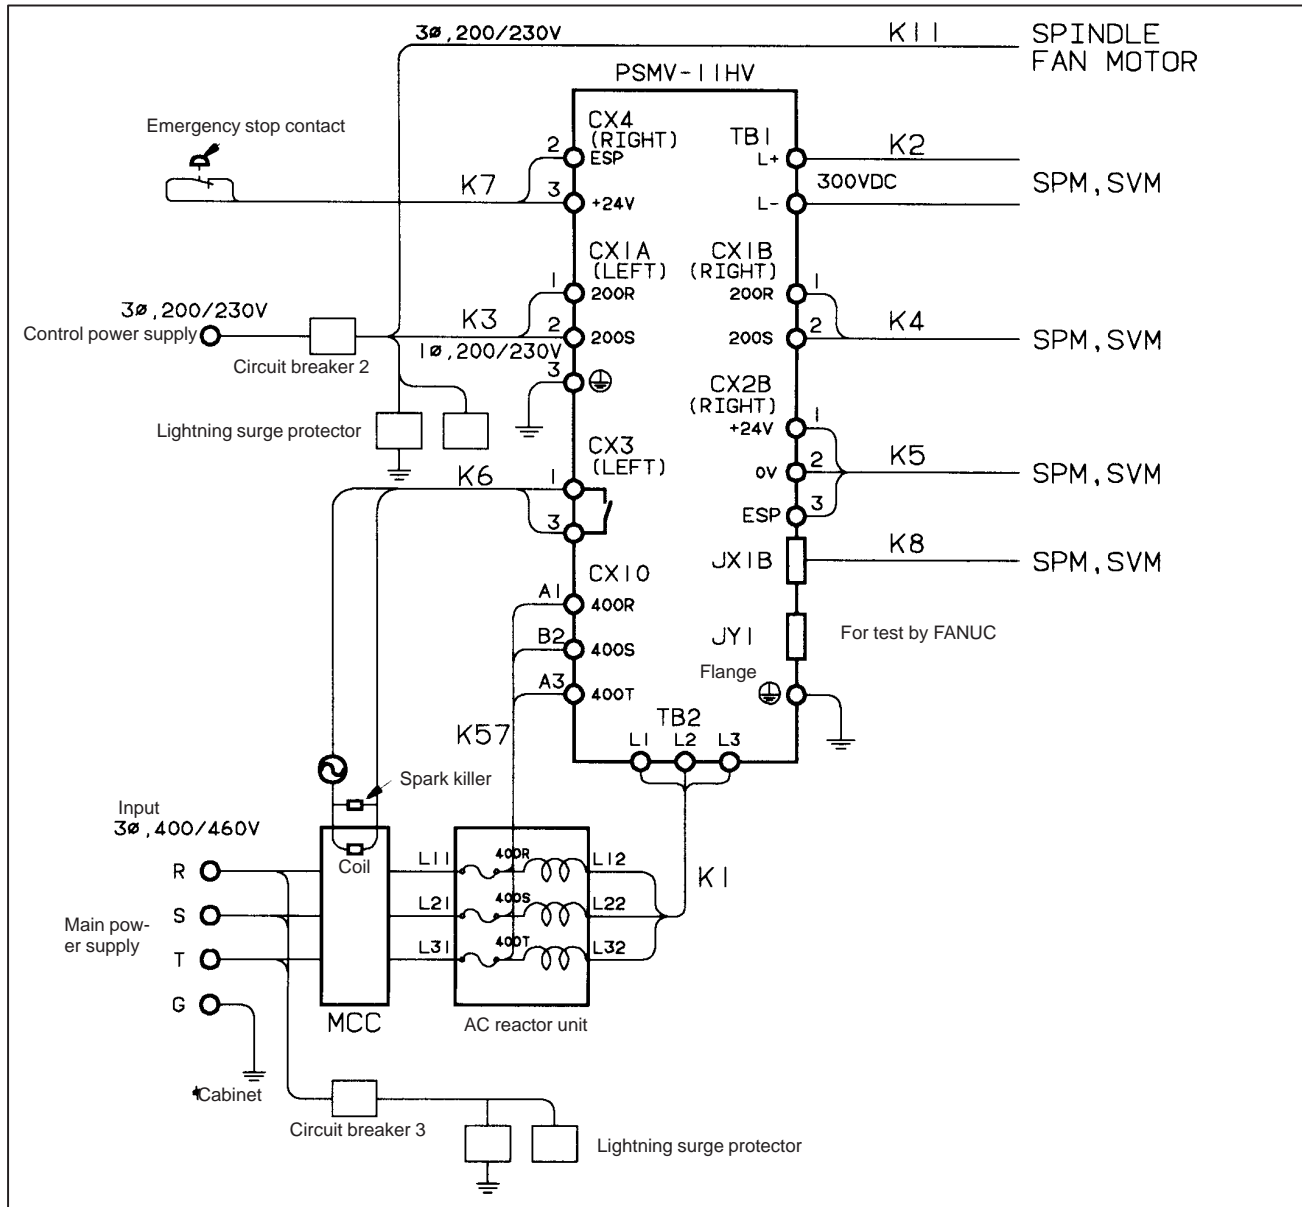 3ø,200/230V
K11
SPINDLE
FAN MOTOR
PSMV-11HV
Emergency stop contact
CX4
(RIGHT)
2
ESP
TB1
L+
K2
K7
3
+24V
300VDC
L-
SPM,SVM
CX1A
(LEFT)
CX1B
(RIGHT)
1
200R
200R
1
3ø,200/230V
Control power supply
K3
2
200S
200S
2
K4
SPM,SVM
Circuit breaker 2
1ø,200/230V
3
CX2B
(RIGHT)
1
+24V
Lightning surge protector
CX3
(LEFT)
K6
1
0V
2
K5
SPM,SVM
3
ESP
3
JX1B
K8
SPM,SVM
CX10
A1
400R
B2
400S
JY1
For test by FANUC
A3
400T
Flange
K57
TB2
L1
L2
L3
Spark killer
Input
3ø,400/460V
Coil
R
L11
400R
L12
K1
S
L21
400S
L22
Main pow-
er supply
T
L31
400T
L32
G
MCC
AC reactor unit
Cabinet
Circuit breaker 3
Lightning surge protector